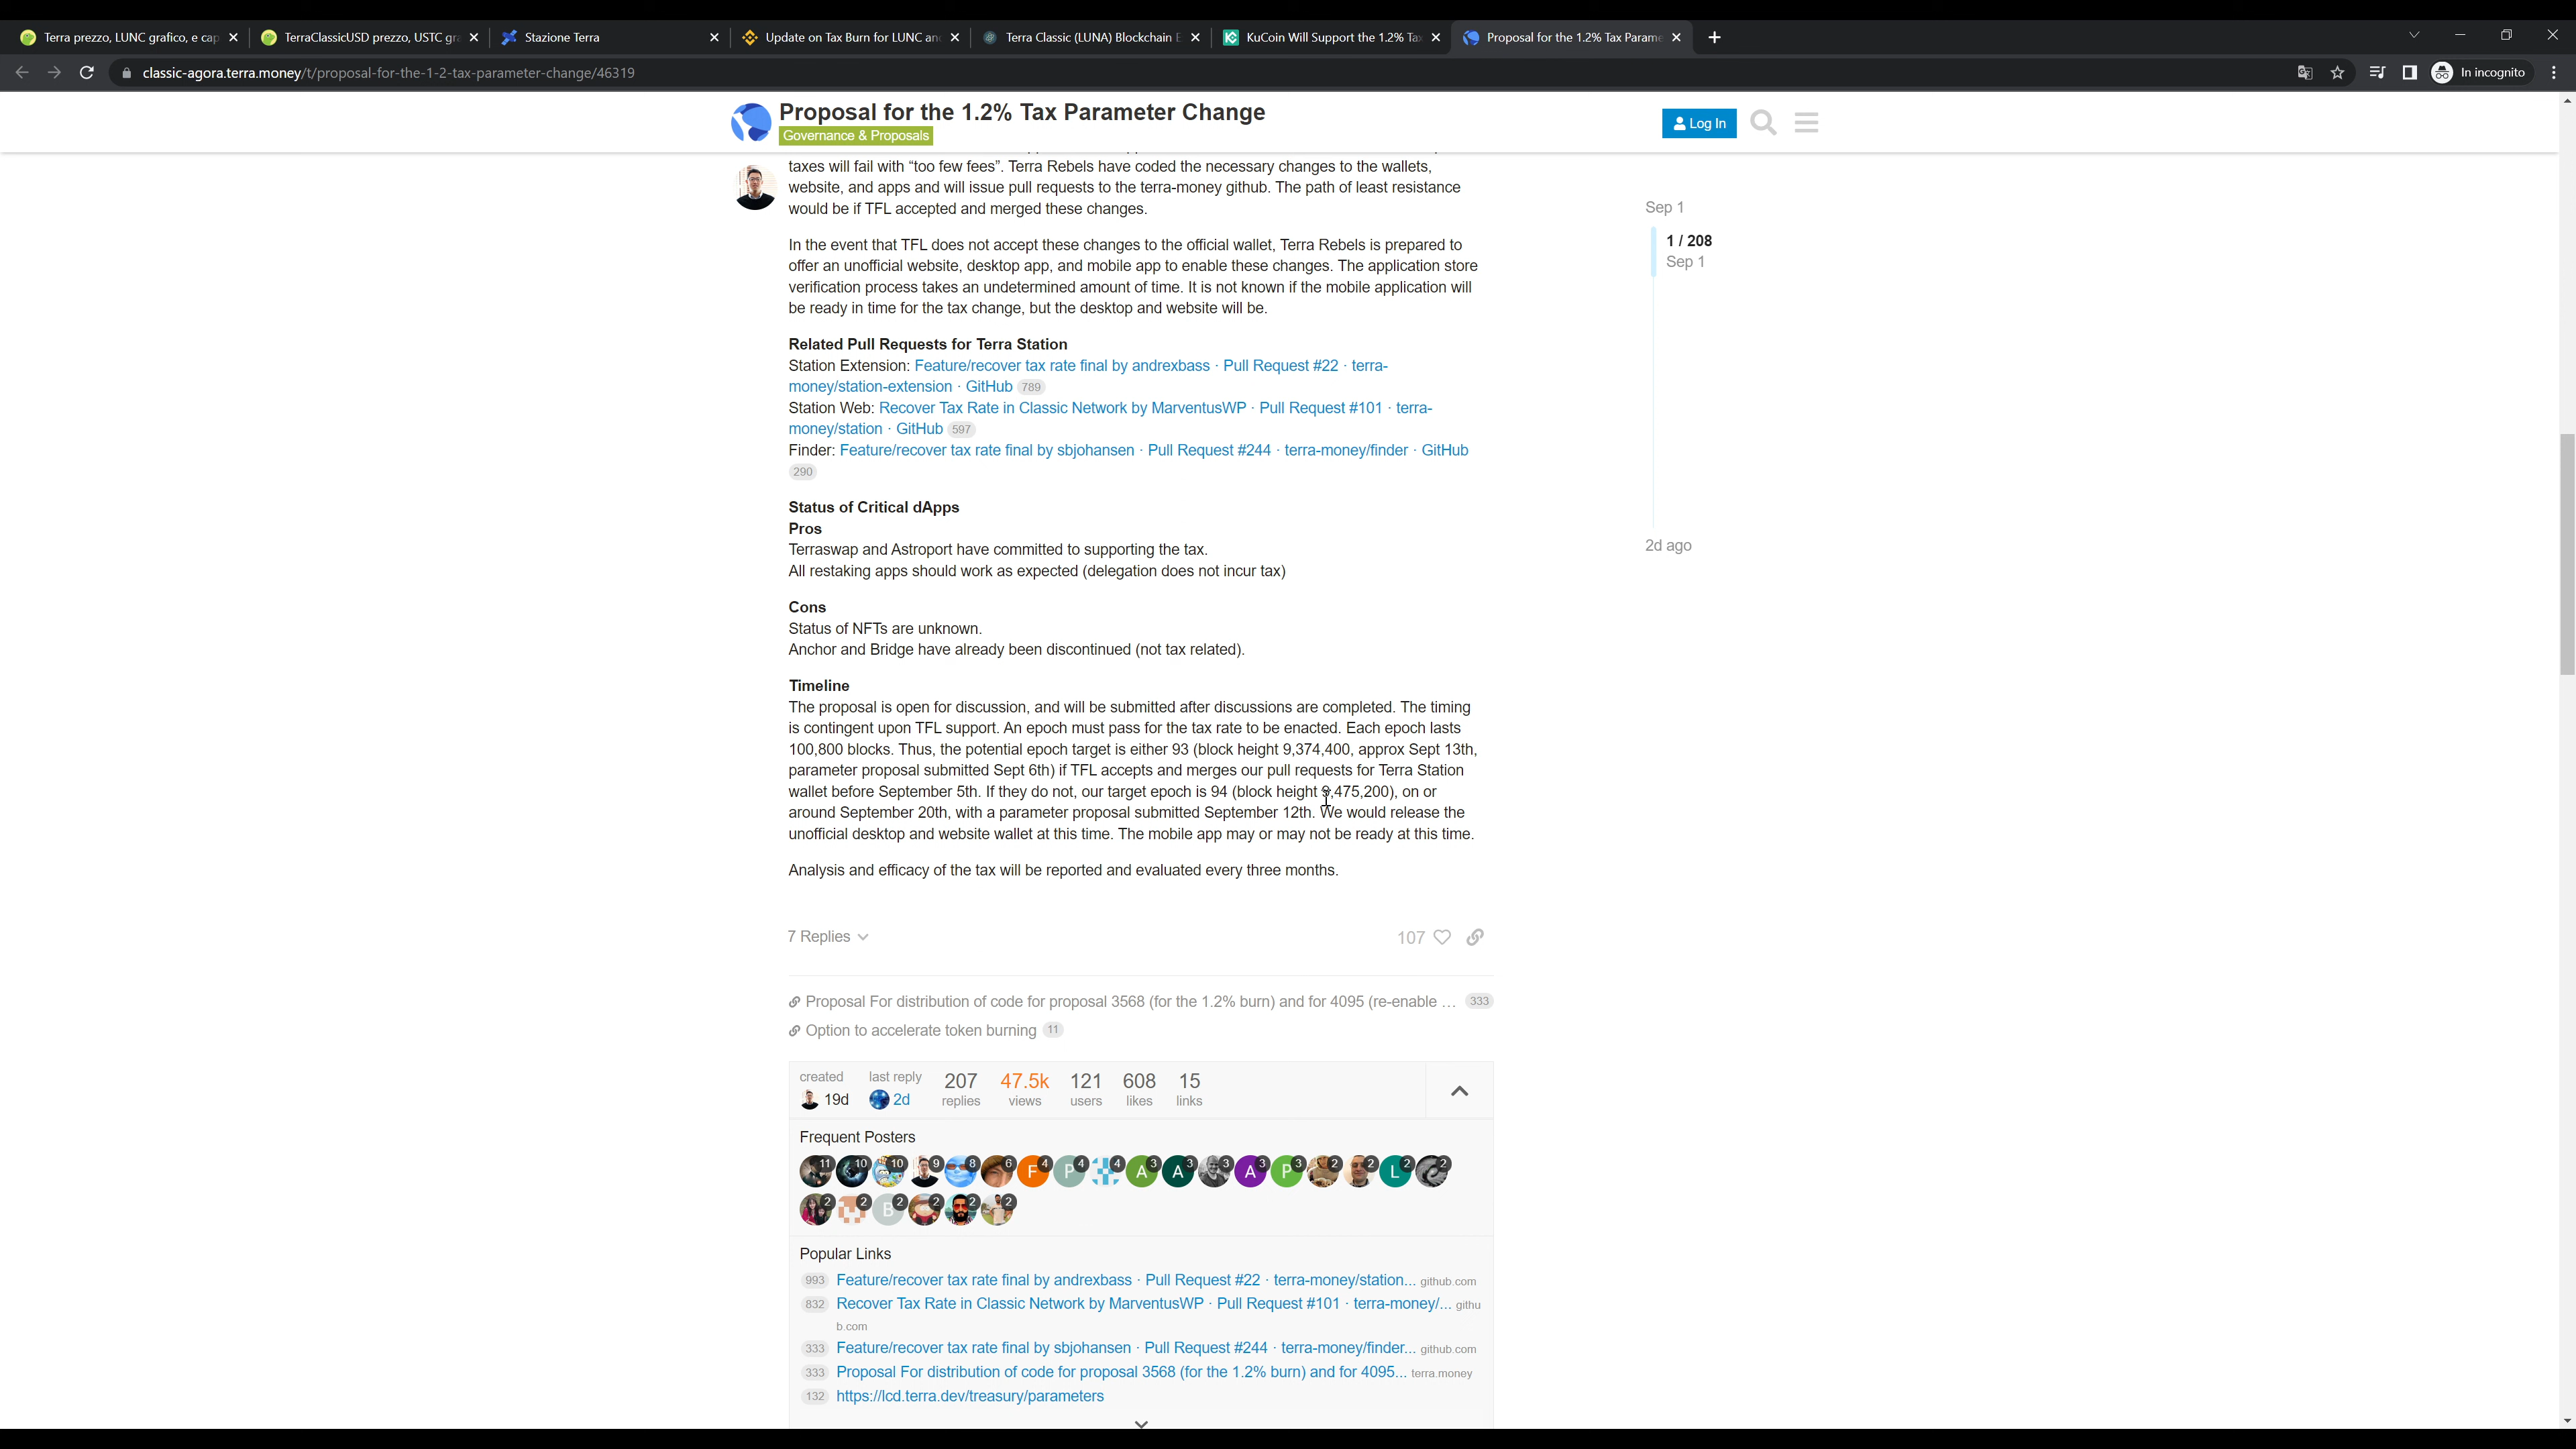 Terra prezzo, LUNC grafico, e cap
TerraClassicUSD prezzo, USTC gra
Stazione Terra
Update on Tax Burn for LUNC an
Terra Classic (LUNA) Blockchain E
KuCoin Will Support the 1.2% Tax
Proposal for the 1.2% Tax Parame
classic-agora.terra.money/t/proposal-for-the-1-2-tax-parameter-change/46319
In incognito
Proposal for the 1.2% Tax Parameter Change
Governance & Proposals
Log In
taxes will fail with “too few fees”. Terra Rebels have coded the necessary changes to the wallets,
website, and apps and will issue pull requests to the terra-money github. The path of least resistance
would be if TFL accepted and merged these changes.
In the event that TFL does not accept these changes to the official wallet, Terra Rebels is prepared to
offer an unofficial website, desktop app, and mobile app to enable these changes. The application store
verification process takes an undetermined amount of time. It is not known if the mobile application will
be ready in time for the tax change, but the desktop and website will be.
Related Pull Requests for Terra Station
Station Extension: Feature/recover tax rate final by andrexbass · Pull Request #22 · terra-
money/station-extension · GitHub 789
Station Web: Recover Tax Rate in Classic Network by MarventusWP · Pull Request #101 · terra-
money/station · GitHub 597
Finder: Feature/recover tax rate final by sbjohansen · Pull Request #244 · terra-money/finder · GitHub
290
Status of Critical dApps
Pros
Terraswap and Astroport have committed to supporting the tax.
All restaking apps should work as expected (delegation does not incur tax)
Cons
Status of NFTs are unknown.
Anchor and Bridge have already been discontinued (not tax related).
Timeline
The proposal is open for discussion, and will be submitted after discussions are completed. The timing
is contingent upon TFL support. An epoch must pass for the tax rate to be enacted. Each epoch lasts
100,800 blocks. Thus, the potential epoch target is either 93 (block height 9,374,400, approx Sept 13th,
parameter proposal submitted Sept 6th) if TFL accepts and merges our pull requests for Terra Station
wallet before September 5th. If they do not, our target epoch is 94 (block height 9,475,200), on or
around September 20th, with a parameter proposal submitted September 12th. We would release the
unofficial desktop and website wallet at this time. The mobile app may or may not be ready at this time.
Analysis and efficacy of the tax will be reported and evaluated every three months.
Sep 1
1 / 208
Sep 1
2d ago
7 Replies
107
Proposal For distribution of code for proposal 3568 (for the 1.2% burn) and for 4095 (re-enable … 333
Option to accelerate token burning 11
created last reply 207 47.5k 121 608 15
19d 2d replies views users likes links
Frequent Posters
11 10 10 9 8 6 F 4 P 4 4 A 3 A 3 3 A 3 P 3 2 2 L 2 2
2 2 B 2 2 2 2
Popular Links
993 Feature/recover tax rate final by andrexbass · Pull Request #22 · terra-money/station... github.com
832 Recover Tax Rate in Classic Network by MarventusWP · Pull Request #101 · terra-money/... githu
b.com
333 Feature/recover tax rate final by sbjohansen · Pull Request #244 · terra-money/finder... github.com
333 Proposal For distribution of code for proposal 3568 (for the 1.2% burn) and for 4095... terra.money
132 https://lcd.terra.dev/treasury/parameters